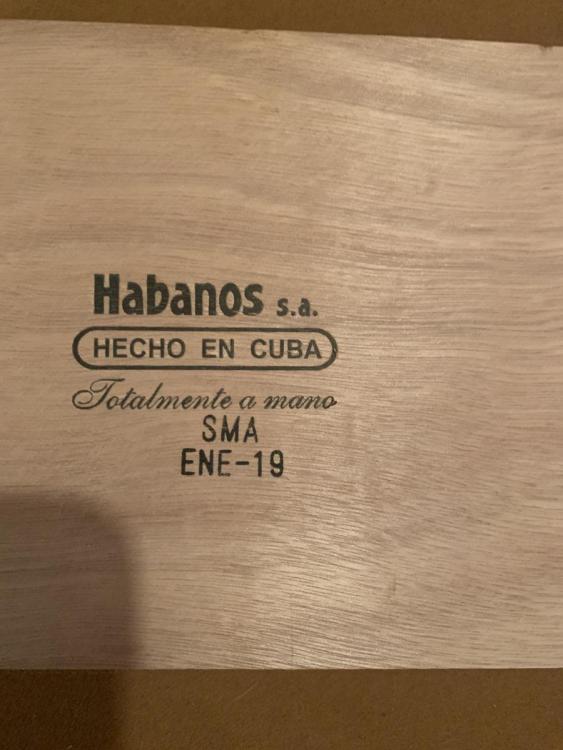 Habanos s.a.
HECHO EN CUBA
Totalmente a mano
SMA
ENE-19